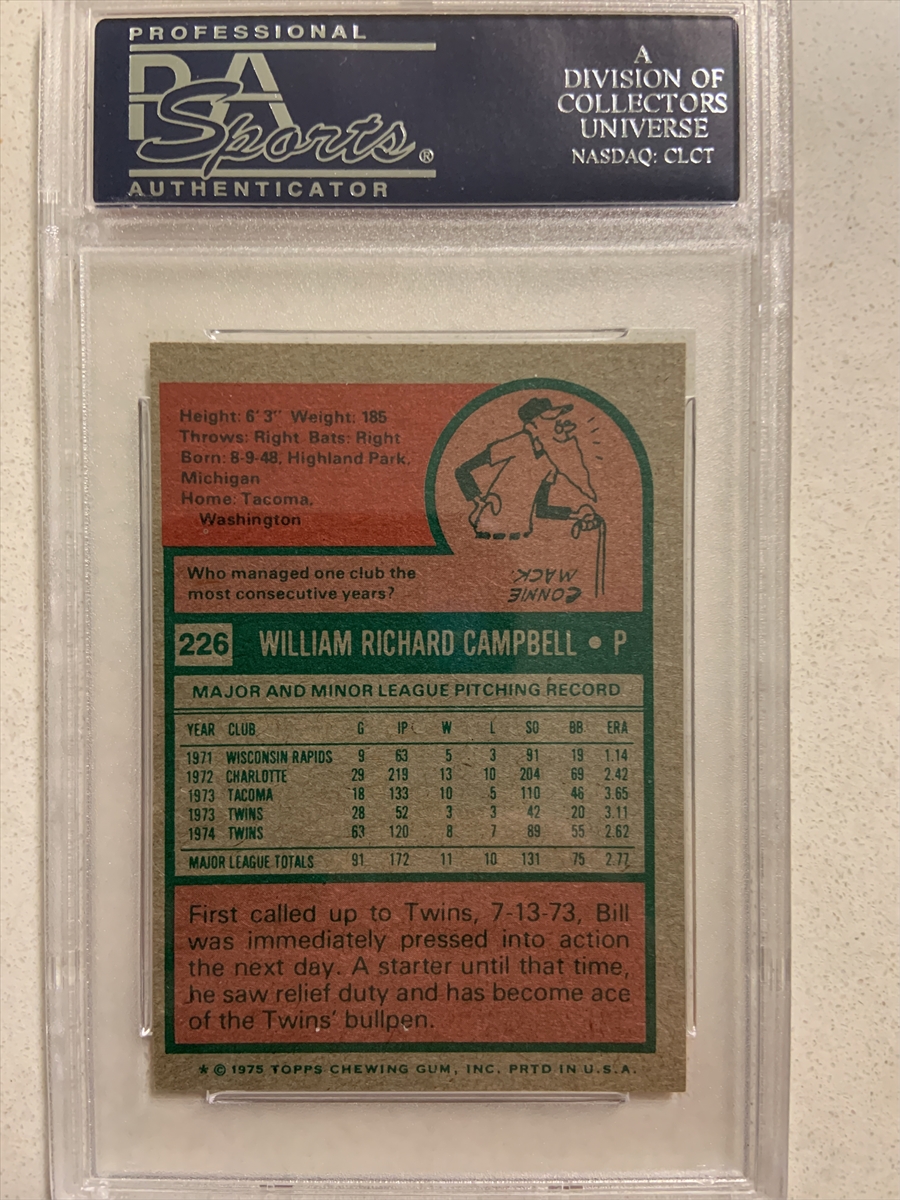 PROFESSIONAL
PSA
Sports®
AUTHENTICATOR
A
DIVISION OF
COLLECTORS
UNIVERSE
NASDAQ: CLCT
Height: 6' 3" Weight: 185
Throws: Right Bats: Right
Born: 8-9-48, Highland Park,
Michigan
Home: Tacoma,
Washington
Who managed one club the
most consecutive years?
CONNIE
MACK.
226 WILLIAM RICHARD CAMPBELL • P
MAJOR AND MINOR LEAGUE PITCHING RECORD
YEAR CLUB G IP W L SO BB ERA
1971 WISCONSIN RAPIDS 9 63 5 3 91 19 1.14
1972 CHARLOTTE 29 219 13 10 204 69 2.42
1973 TACOMA 18 133 10 5 110 46 3.65
1973 TWINS 28 52 3 3 42 20 3.11
1974 TWINS 63 120 8 7 89 55 2.62
MAJOR LEAGUE TOTALS 91 172 11 10 131 75 2.77
First called up to Twins, 7-13-73, Bill
was immediately pressed into action
the next day. A starter until that time,
he saw relief duty and has become ace
of the Twins' bullpen.
* © 1975 TOPPS CHEWING GUM, INC. PRTD IN U.S.A.